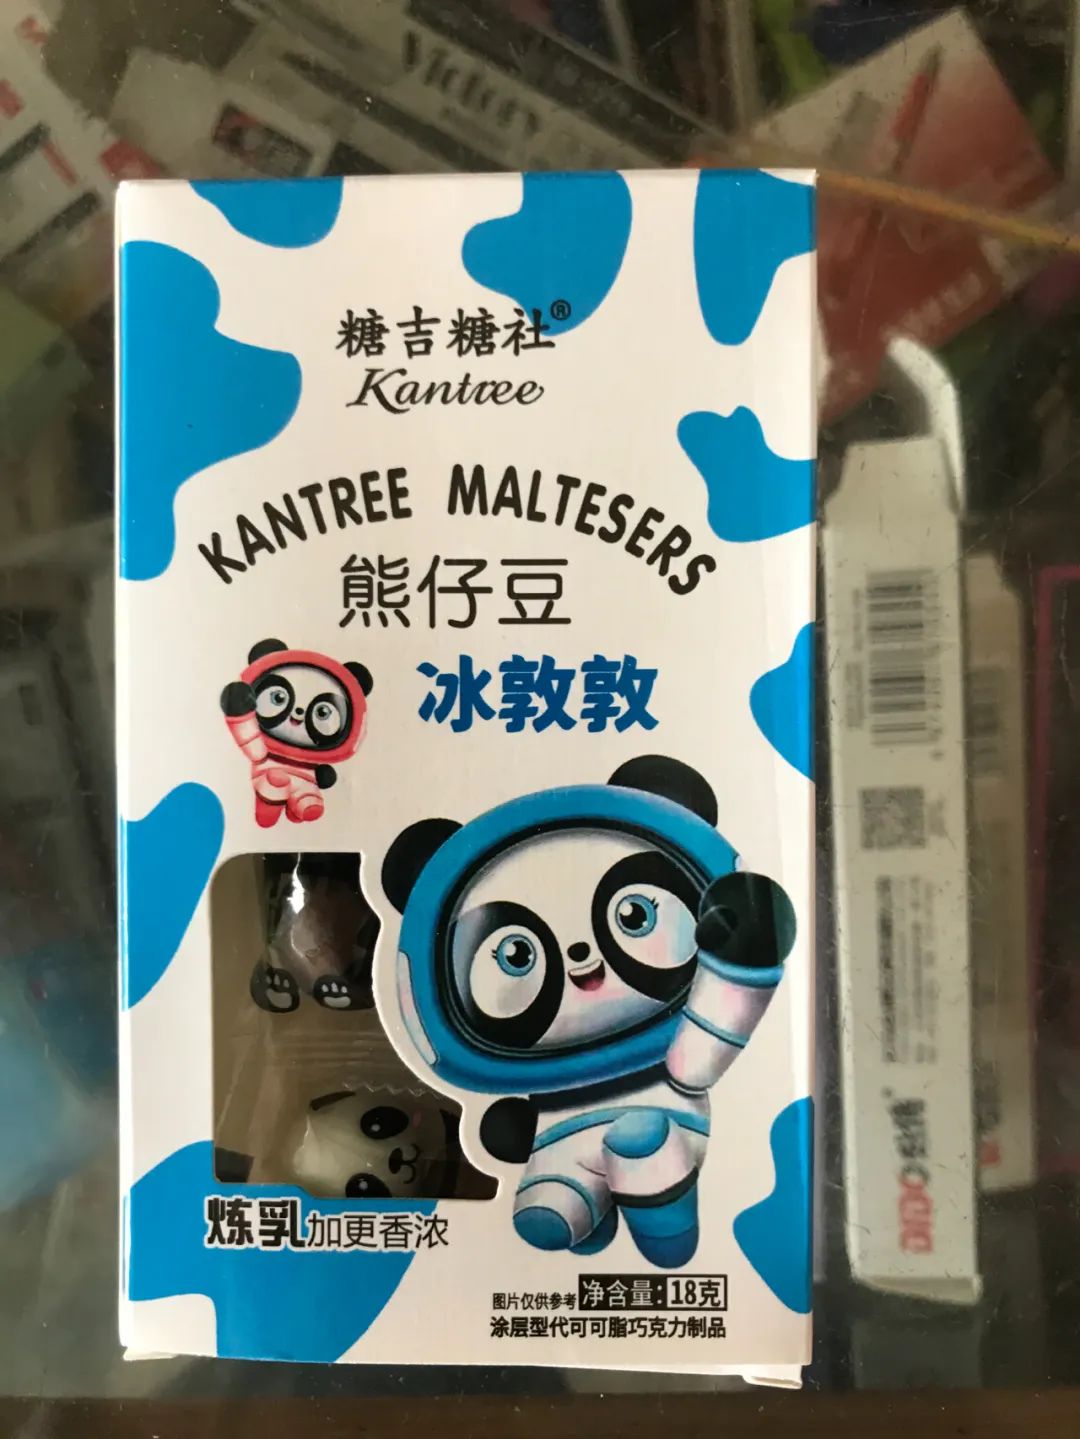 Victory
糖吉糖社®
Kantree
KANTREE MALTESERS
熊仔豆
冰敦敦
炼乳加更香浓
图片仅供参考 净含量:18克
涂层型代可可脂巧克力制品